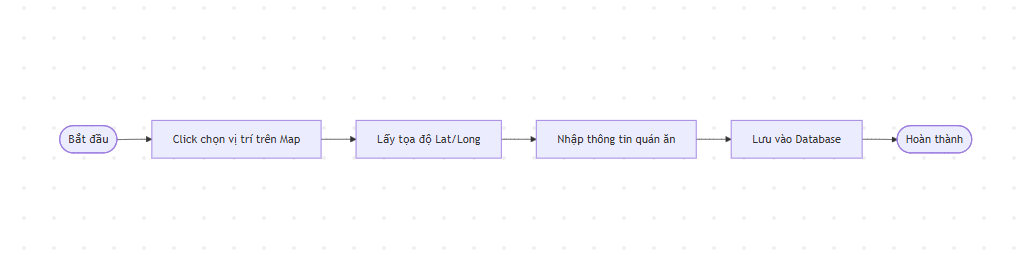 Bắt đầu
Click chọn vị trí trên Map
Lấy tọa độ Lat/Long
Nhập thông tin quán ăn
Lưu vào Database
Hoàn thành